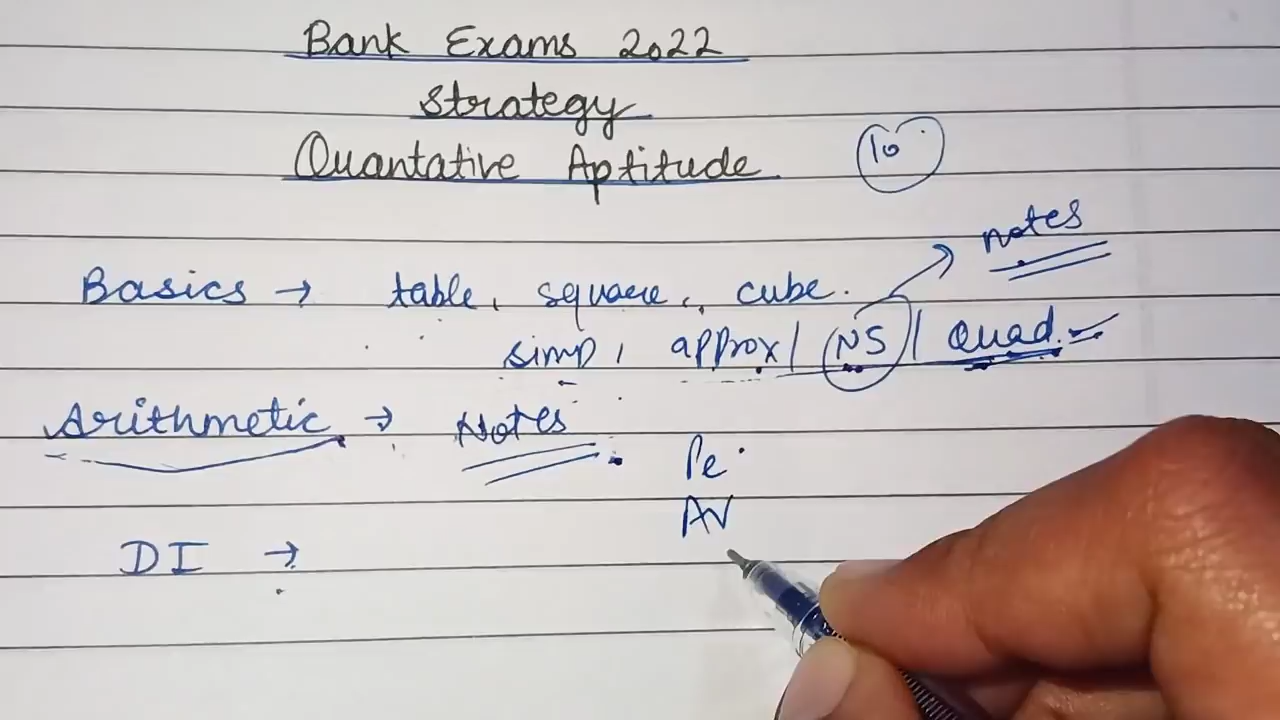 Bank Exams 2022
Strategy
Quantative Aptitude 10
notes
Basics → table, square, cube.
simp, approx / NS / Quad.
Arithmetic → Notes
Pe
AV
DI →